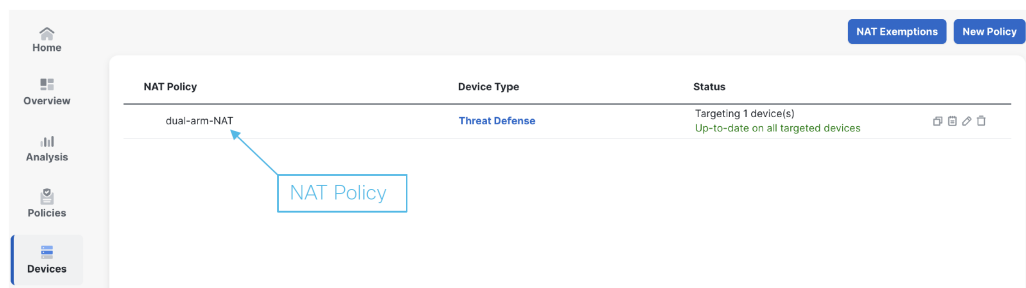 NAT Exemptions
New Policy
Home
Overview
Analysis
Policies
Devices
NAT Policy
Device Type
Status
dual-arm-NAT
Threat Defense
Targeting 1 device(s)
Up-to-date on all targeted devices
NAT Policy